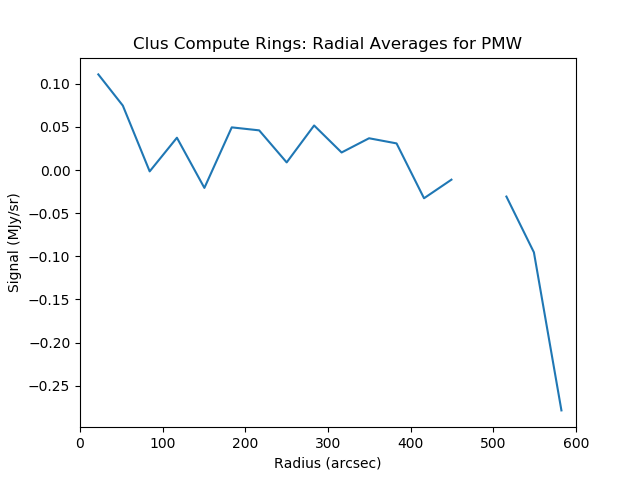 Clus Compute Rings: Radial Averages for PMW
0.10
0.05
0.00
−0.05
−0.10
−0.15
−0.20
−0.25
Signal (MJy/sr)
0 100 200 300 400 500 600
Radius (arcsec)